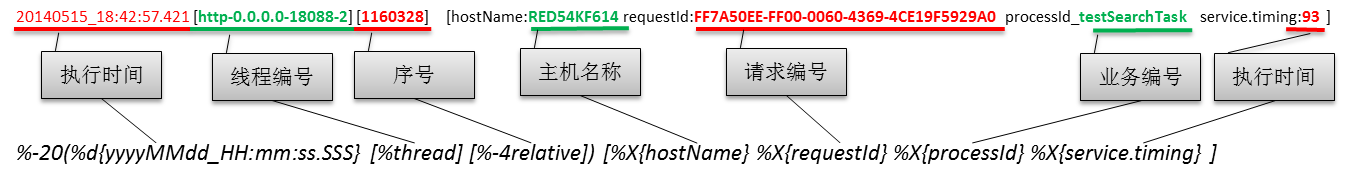 20140515_18:42:57.421 [http-0.0.0.0-18088-2][1160328] [hostName:RED54KF614 requestId:FF7A50EE-FF00-0060-4369-4CE19F5929A0 processId_testSearchTask service.timing:93 ]
执行时间 线程编号 序号 主机名称 请求编号 业务编号 执行时间
%-20(%d{yyyyMMdd_HH:mm:ss.SSS} [%thread] [%-4relative]) [%X{hostName} %X{requestId} %X{processId} %X{service.timing} ]